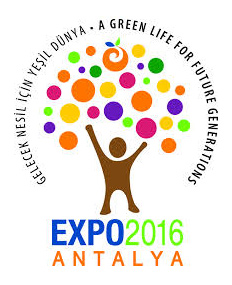 GELECEK NESİL İÇİN YEŞİL DÜNYA • A GREEN LIFE FOR FUTURE GENERATIONS
EXPO2016
ANTALYA